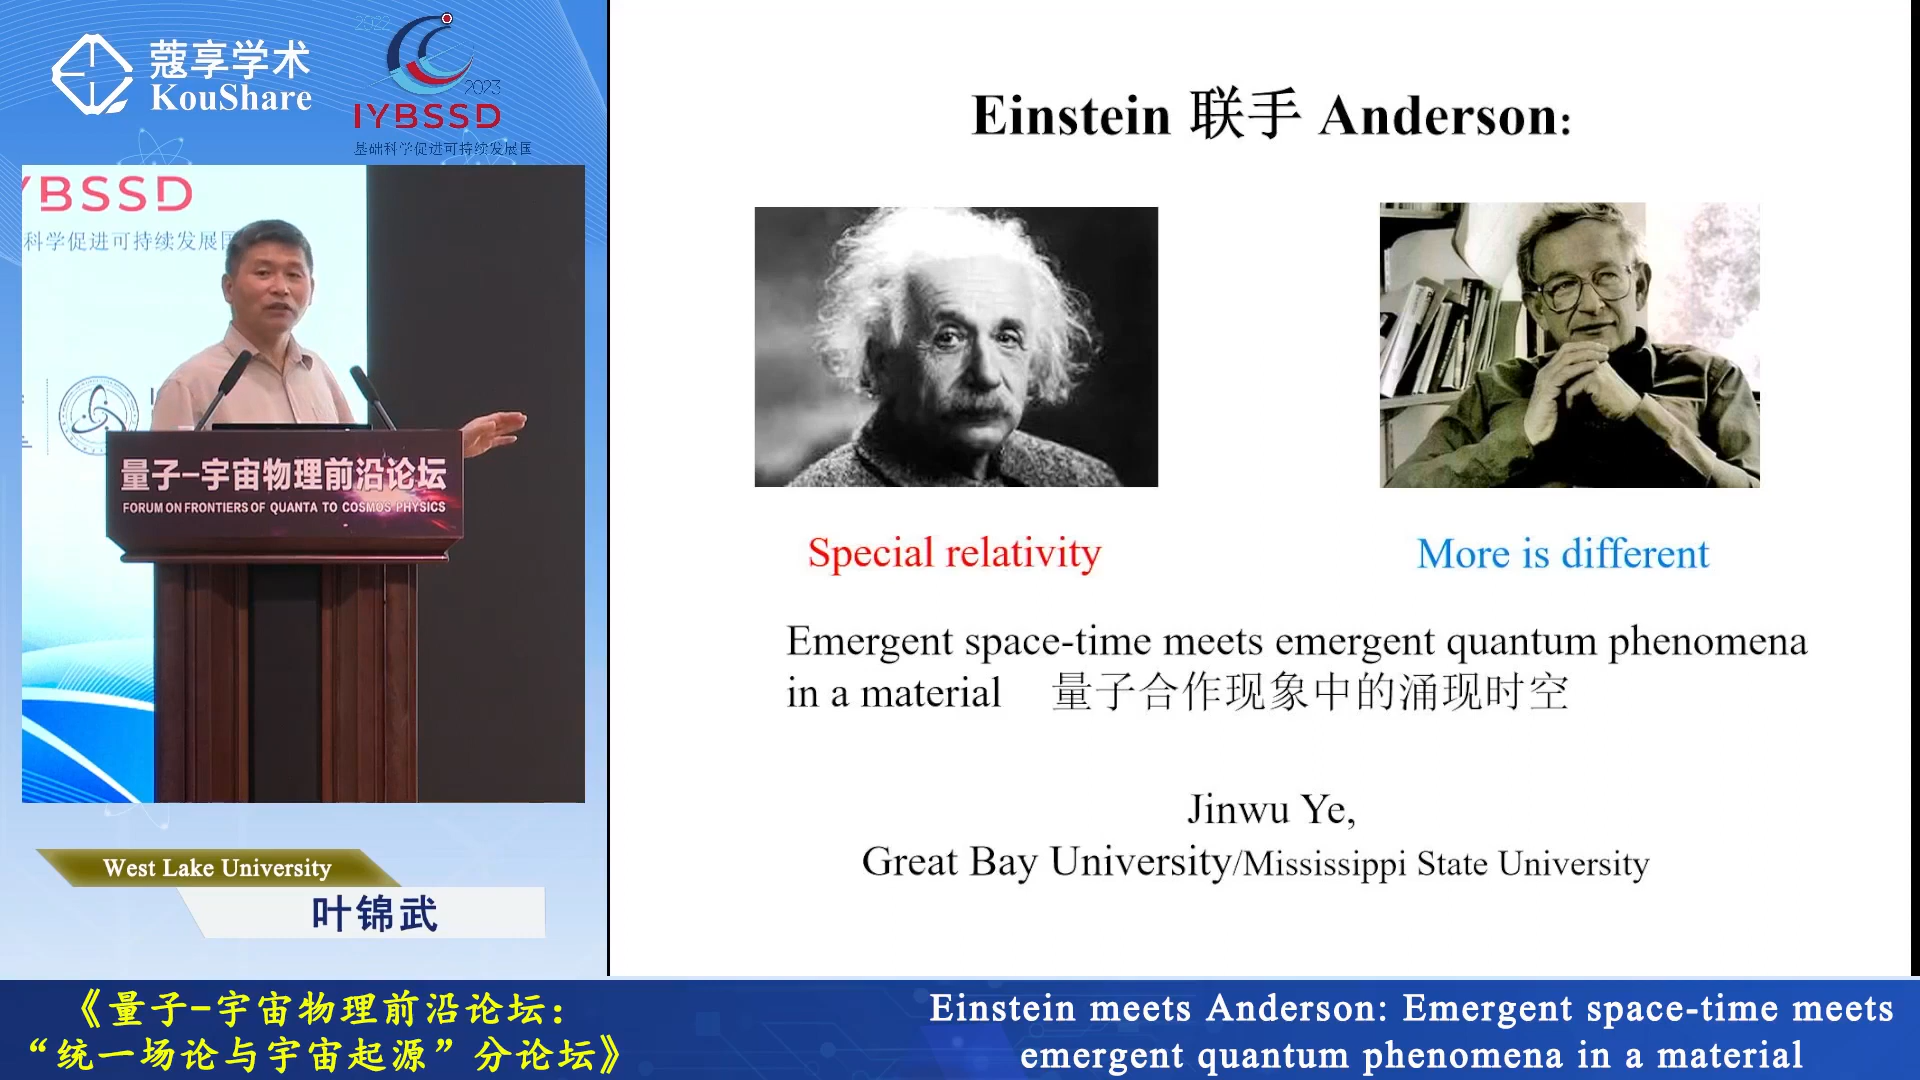 蔻享学术
KouShare
2022
2023
IYBSSD
基础科学促进可持续发展国
YBSSD
科学促进可持续发展国
量子-宇宙物理前沿论坛
FORUM ON FRONTIERS OF QUANTA TO COSMOS PHYSICS
West Lake University
叶锦武
Einstein 联手 Anderson:
Special relativity
More is different
Emergent space-time meets emergent quantum phenomena
in a material 量子合作现象中的涌现时空
Jinwu Ye,
Great Bay University/Mississippi State University
《量子-宇宙物理前沿论坛：
“统一场论与宇宙起源”分论坛》
Einstein meets Anderson: Emergent space-time meets
emergent quantum phenomena in a material